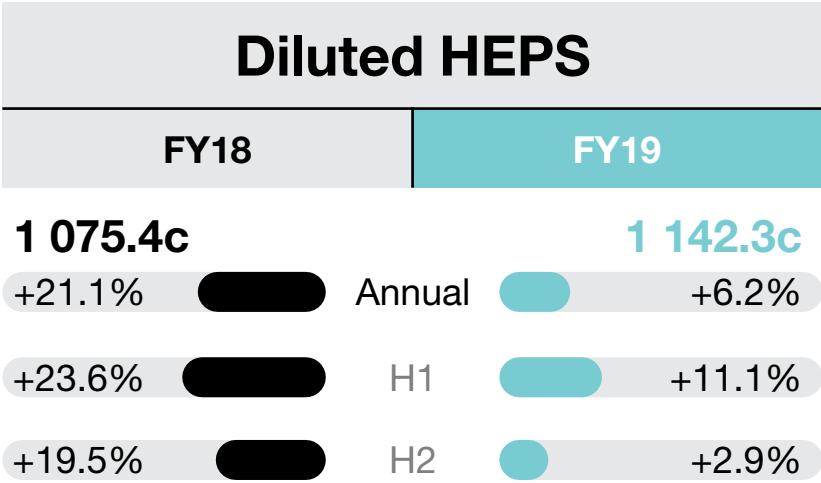 Diluted HEPS
FY18 FY19
1 075.4c 1 142.3c
+21.1% Annual +6.2%
+23.6% H1 +11.1%
+19.5% H2 +2.9%